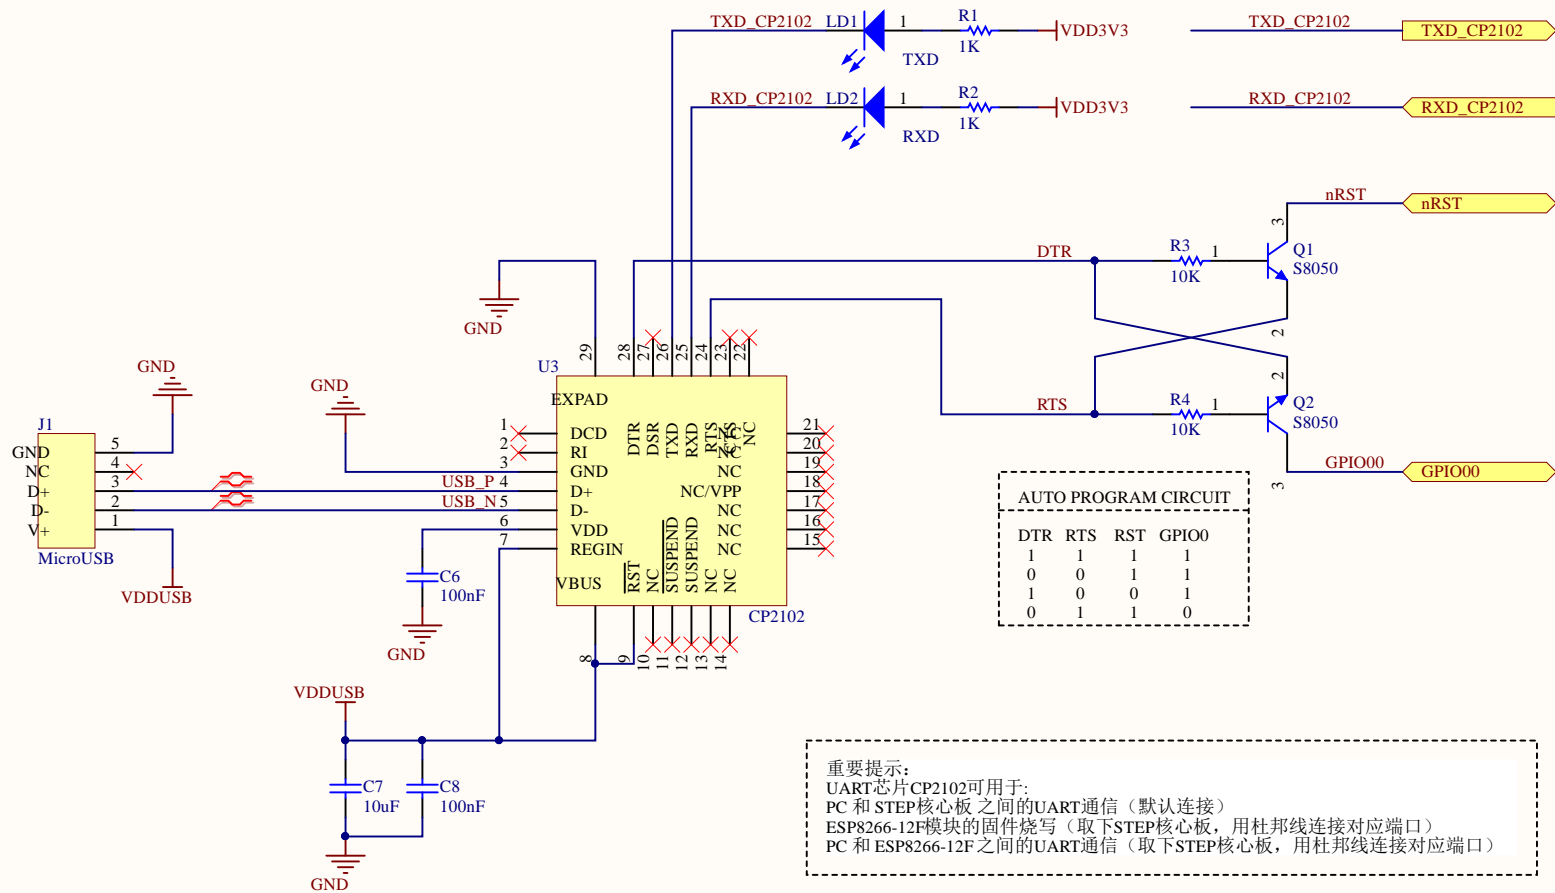 TXD_CP2102 LD1 1 R1 VDD3V3 TXD_CP2102 TXD_CP2102
1K
TXD
RXD_CP2102 LD2 1 R2 VDD3V3 RXD_CP2102 RXD_CP2102
1K
RXD
nRST nRST
3
DTR R3 1 Q1
10K S8050
2
GND
29 28 27 26 25 24 23 22
U3
GND
GND
2
RTS R4 1 Q2
10K S8050
GPIO00 GPIO00
3
J1
GND 5
NC 4
D+ 3
D- 2
V+ 1
MicroUSB
VDDUSB
USB_P
USB_N
EXPAD
DTR DSR TXD RXD RTS CTS NC
1 DCD
2 RI
3 GND
4 D+
5 D-
6 VDD
7 REGIN
NC 21
NC 20
NC 19
NC/VPP 18
NC 17
NC 16
NC 15
VBUS RST NC SUSPEND SUSPEND NC NC
8 9 10 11 12 13 14
CP2102
C6
100nF
GND
VDDUSB
C7
10uF
C8
100nF
GND
AUTO PROGRAM CIRCUIT
DTR RTS RST GPIO0
1 1 1 1
0 0 1 1
1 0 0 1
0 1 1 0
重要提示：
UART芯片CP2102可用于:
PC 和 STEP核心板 之间的UART通信（默认连接）
ESP8266-12F模块的固件烧写（取下STEP核心板，用杜邦线连接对应端口）
PC 和 ESP8266-12F 之间的UART通信（取下STEP核心板，用杜邦线连接对应端口）